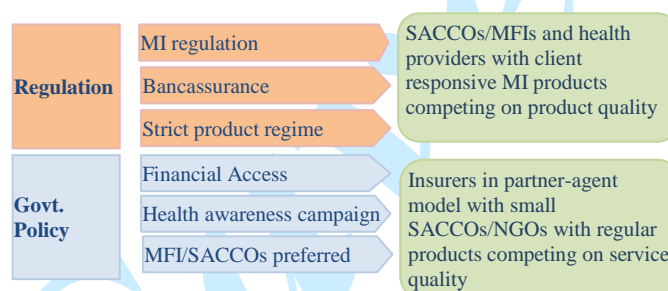 Regulation
MI regulation
Bancassurance
Strict product regime
SACCOs/MFIs and health
providers with client
responsive MI products
competing on product quality
Govt.
Policy
Financial Access
Health awareness campaign
MFI/SACCOs preferred
Insurers in partner-agent
model with small
SACCOs/NGOs with regular
products competing on service
quality